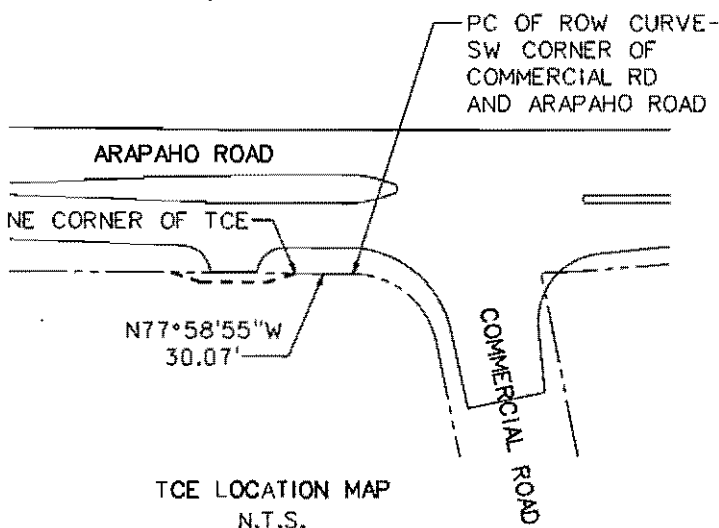 PC OF ROW CURVE-
SW CORNER OF
COMMERCIAL RD
AND ARAPAHO ROAD
ARAPAHO ROAD
NE CORNER OF TCE
N77°58'55"W
30.07'
COMMERCIAL ROAD
TCE LOCATION MAP
N.T.S.